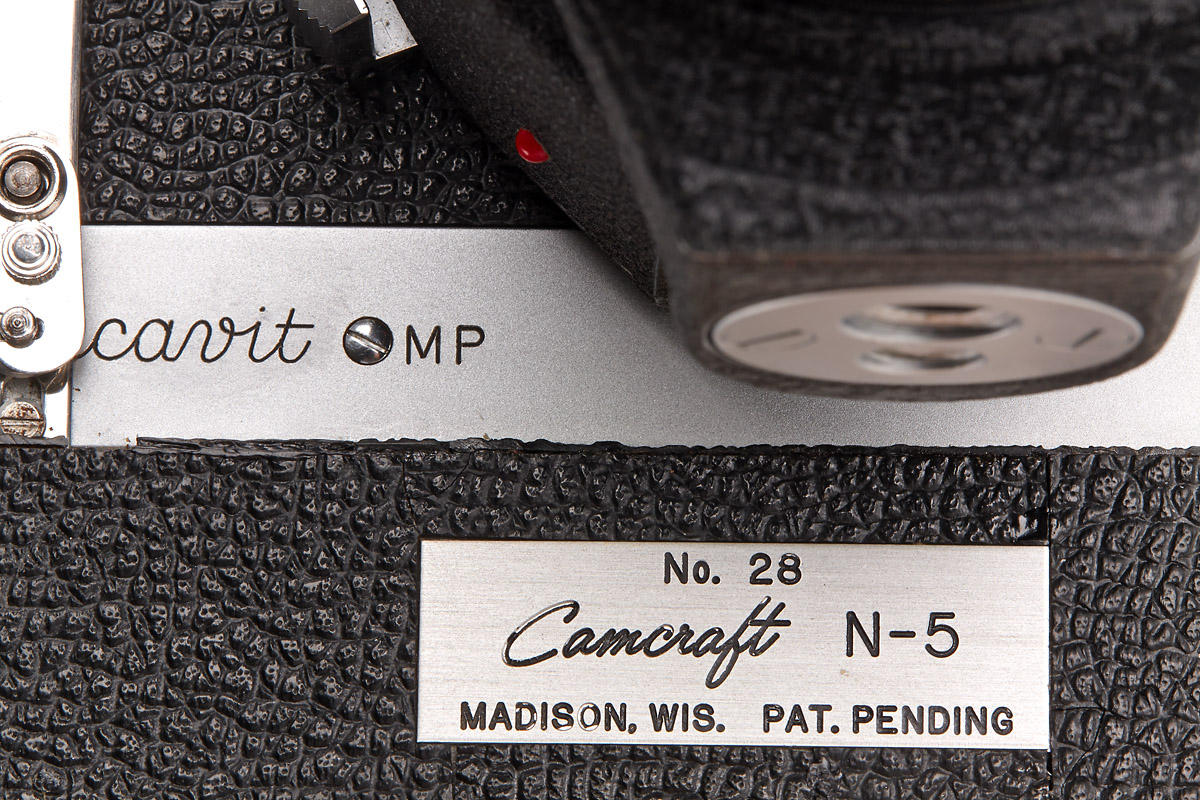 cavit MP
No. 28
Camcraft N-5
MADISON, WIS. PAT. PENDING